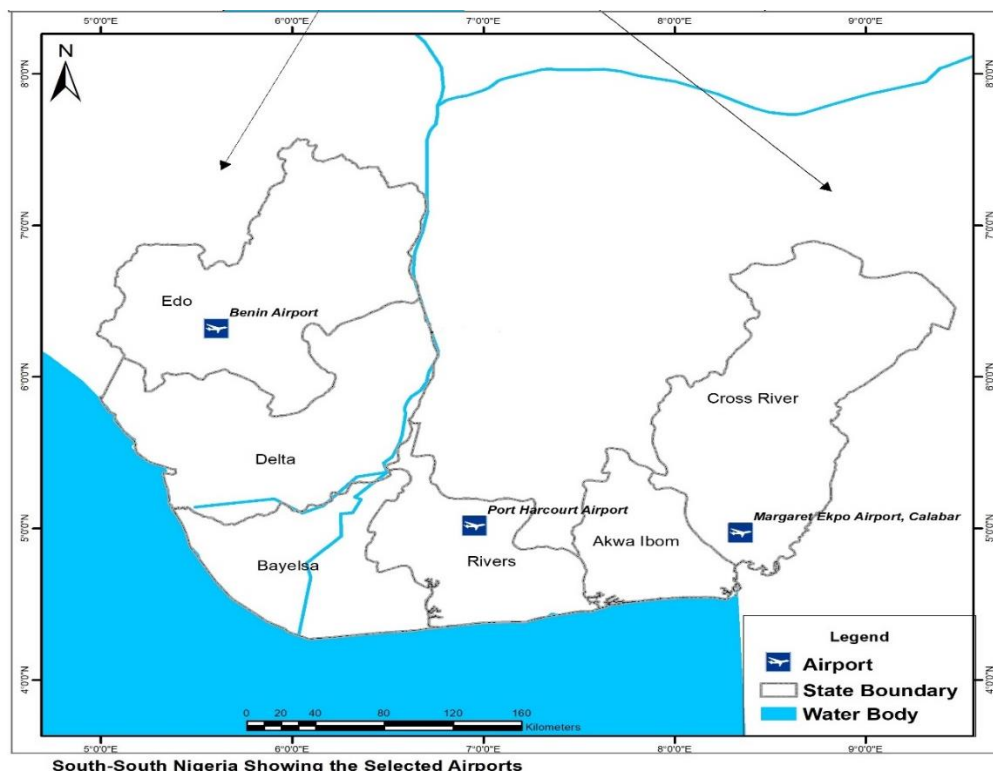 5°0'0"E 6°0'0"E 7°0'0"E 8°0'0"E 9°0'0"E
N
8°0'0"N 8°0'0"N
7°0'0"N 7°0'0"N
Edo
Benin Airport
6°0'0"N 6°0'0"N
Cross River
Delta
Port Harcourt Airport
Margaret Ekpo Airport, Calabar
5°0'0"N 5°0'0"N
Akwa Ibom
Bayelsa
Rivers
Legend
Airport
State Boundary
Water Body
4°0'0"N 4°0'0"N
0 20 40 80 120 160
Kilometers
5°0'0"E 6°0'0"E 7°0'0"E 8°0'0"E 9°0'0"E
South-South Nigeria Showing the Selected Airports